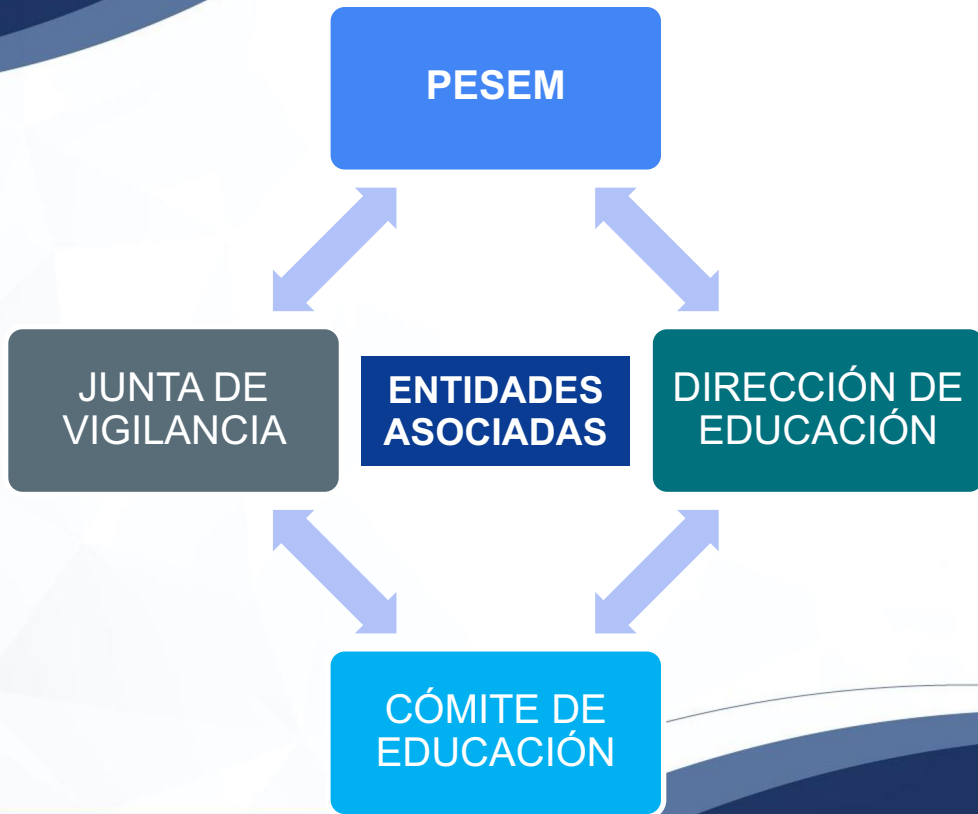 PESEM
JUNTA DE
VIGILANCIA
ENTIDADES
ASOCIADAS
DIRECCIÓN DE
EDUCACIÓN
CÓMITE DE
EDUCACIÓN